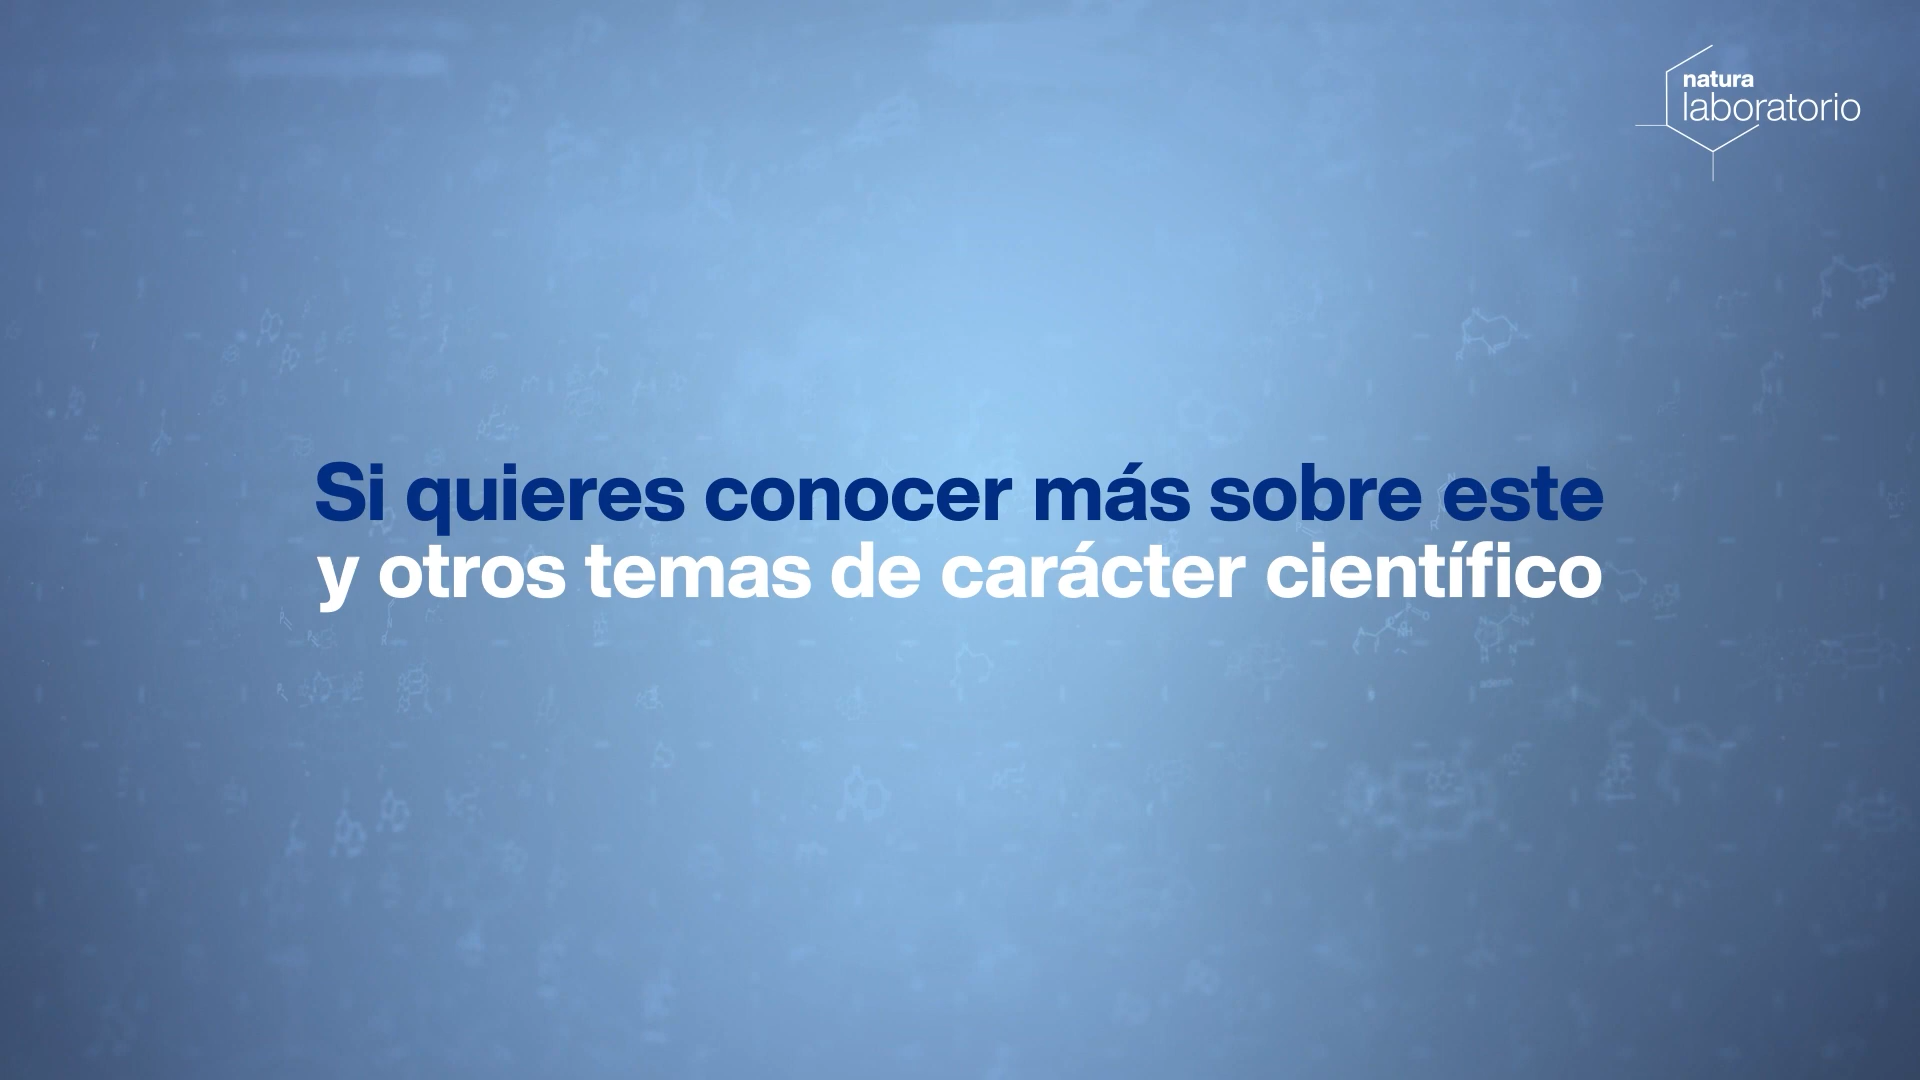 natura
laboratorio
Si quieres conocer más sobre este
y otros temas de carácter científico